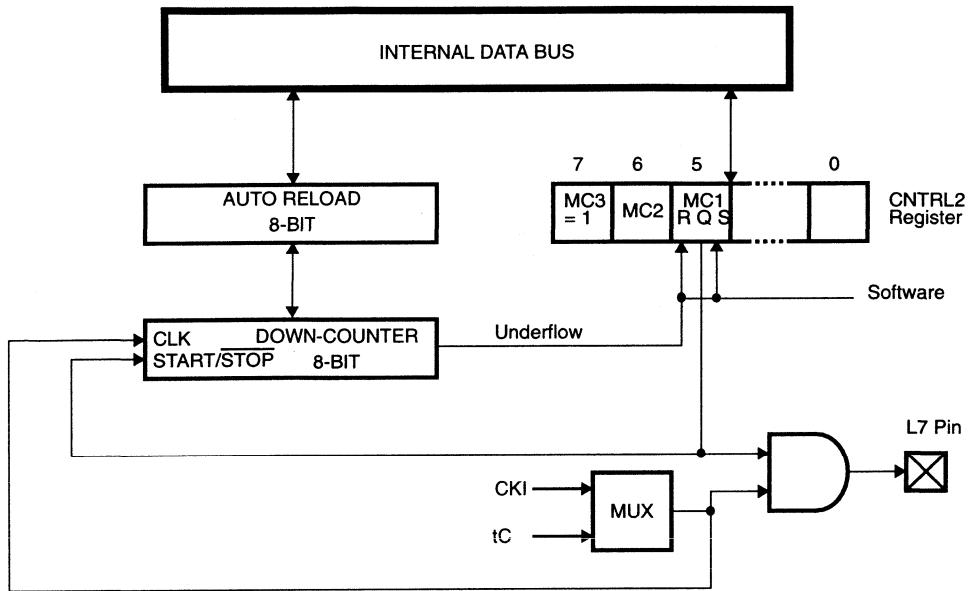 INTERNAL DATA BUS
7 6 5 0
AUTO RELOAD
8-BIT
MC3
= 1
MC2
MC1
R Q S
CNTRL2
Register
Software
Underflow
CLK DOWN-COUNTER
START/STOP 8-BIT
L7 Pin
CKI
MUX
tC